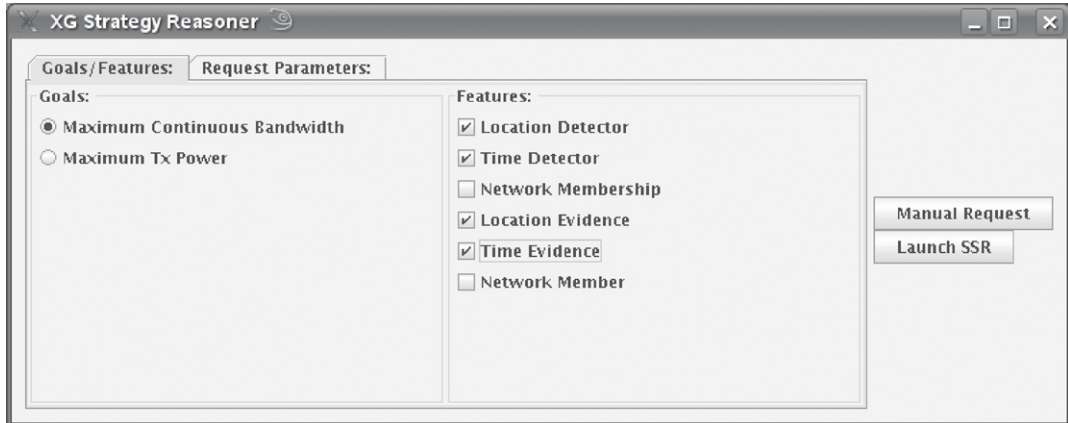 XG Strategy Reasoner
Goals/Features:
Request Parameters:
Goals:
Maximum Continuous Bandwidth
Maximum Tx Power
Features:
Location Detector
Time Detector
Network Membership
Location Evidence
Time Evidence
Network Member
Manual Request
Launch SSR